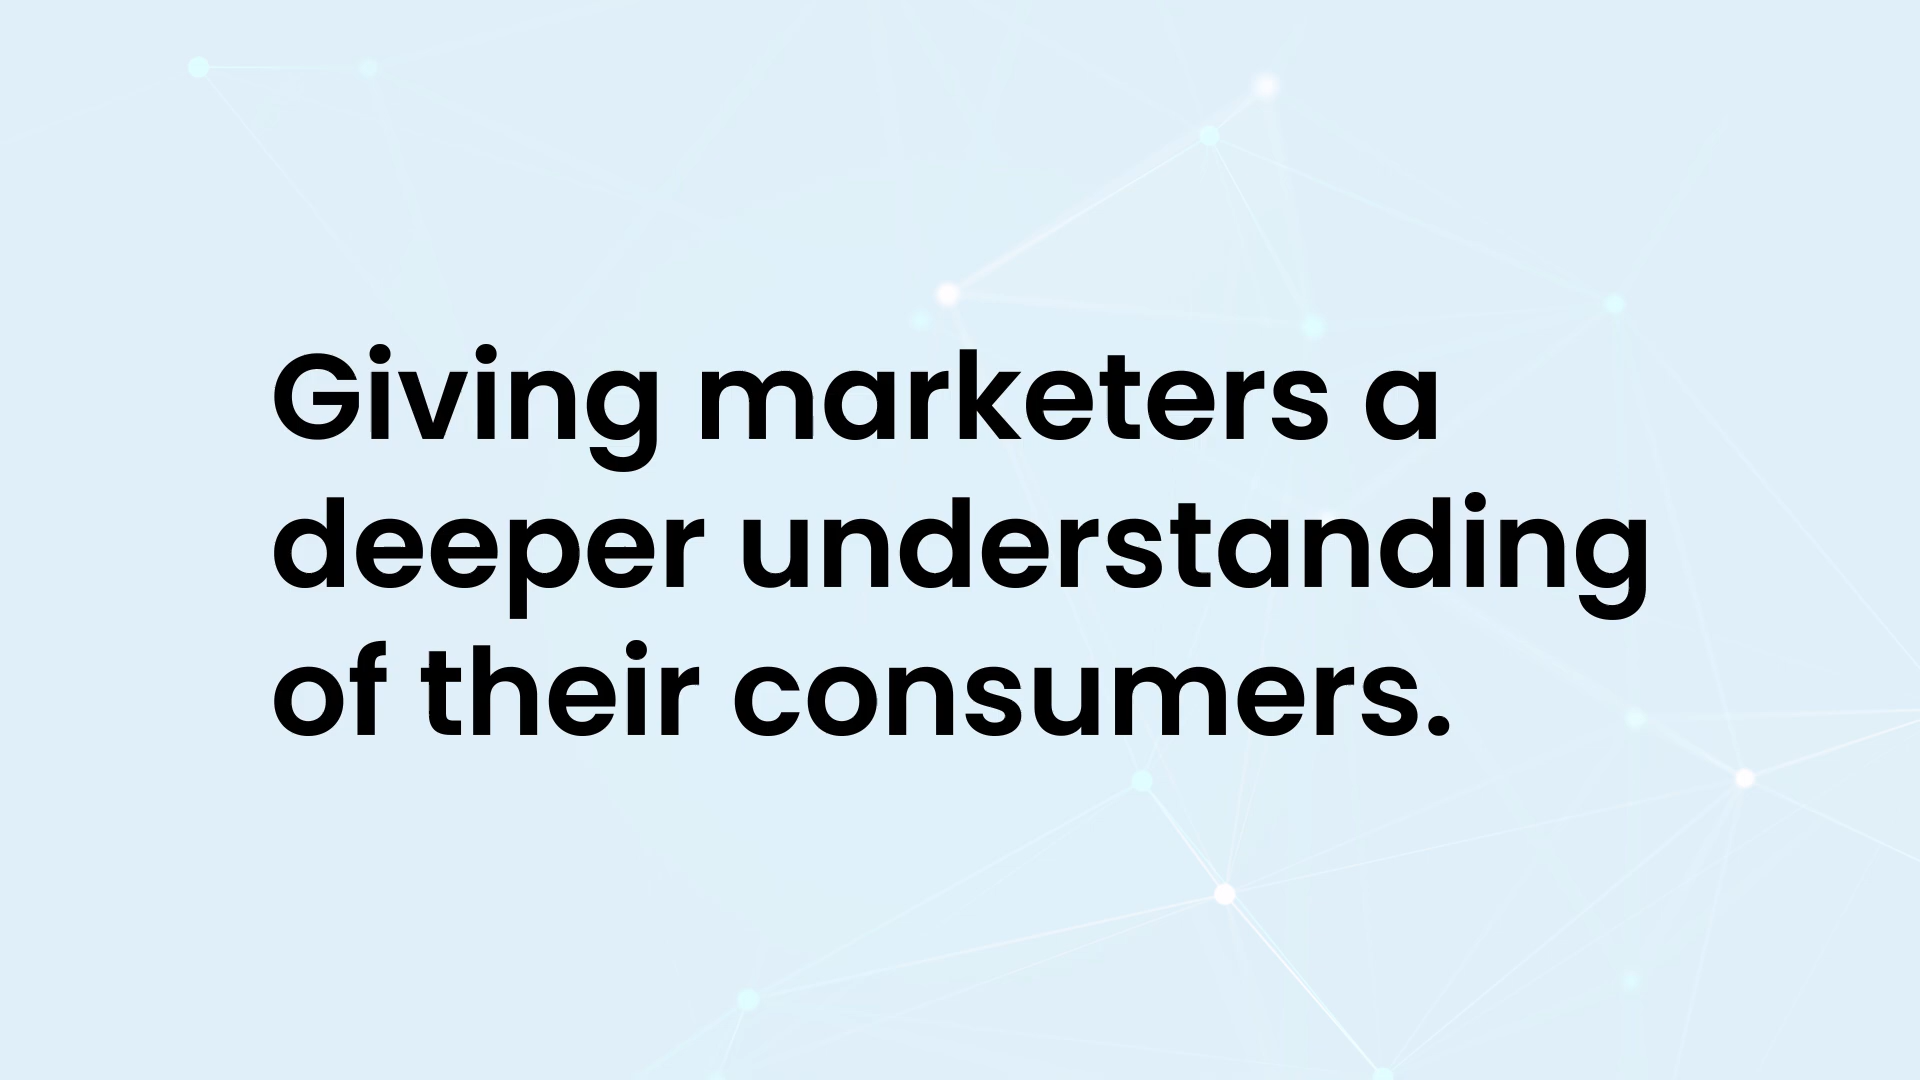 Giving marketers a
deeper understanding
of their consumers.